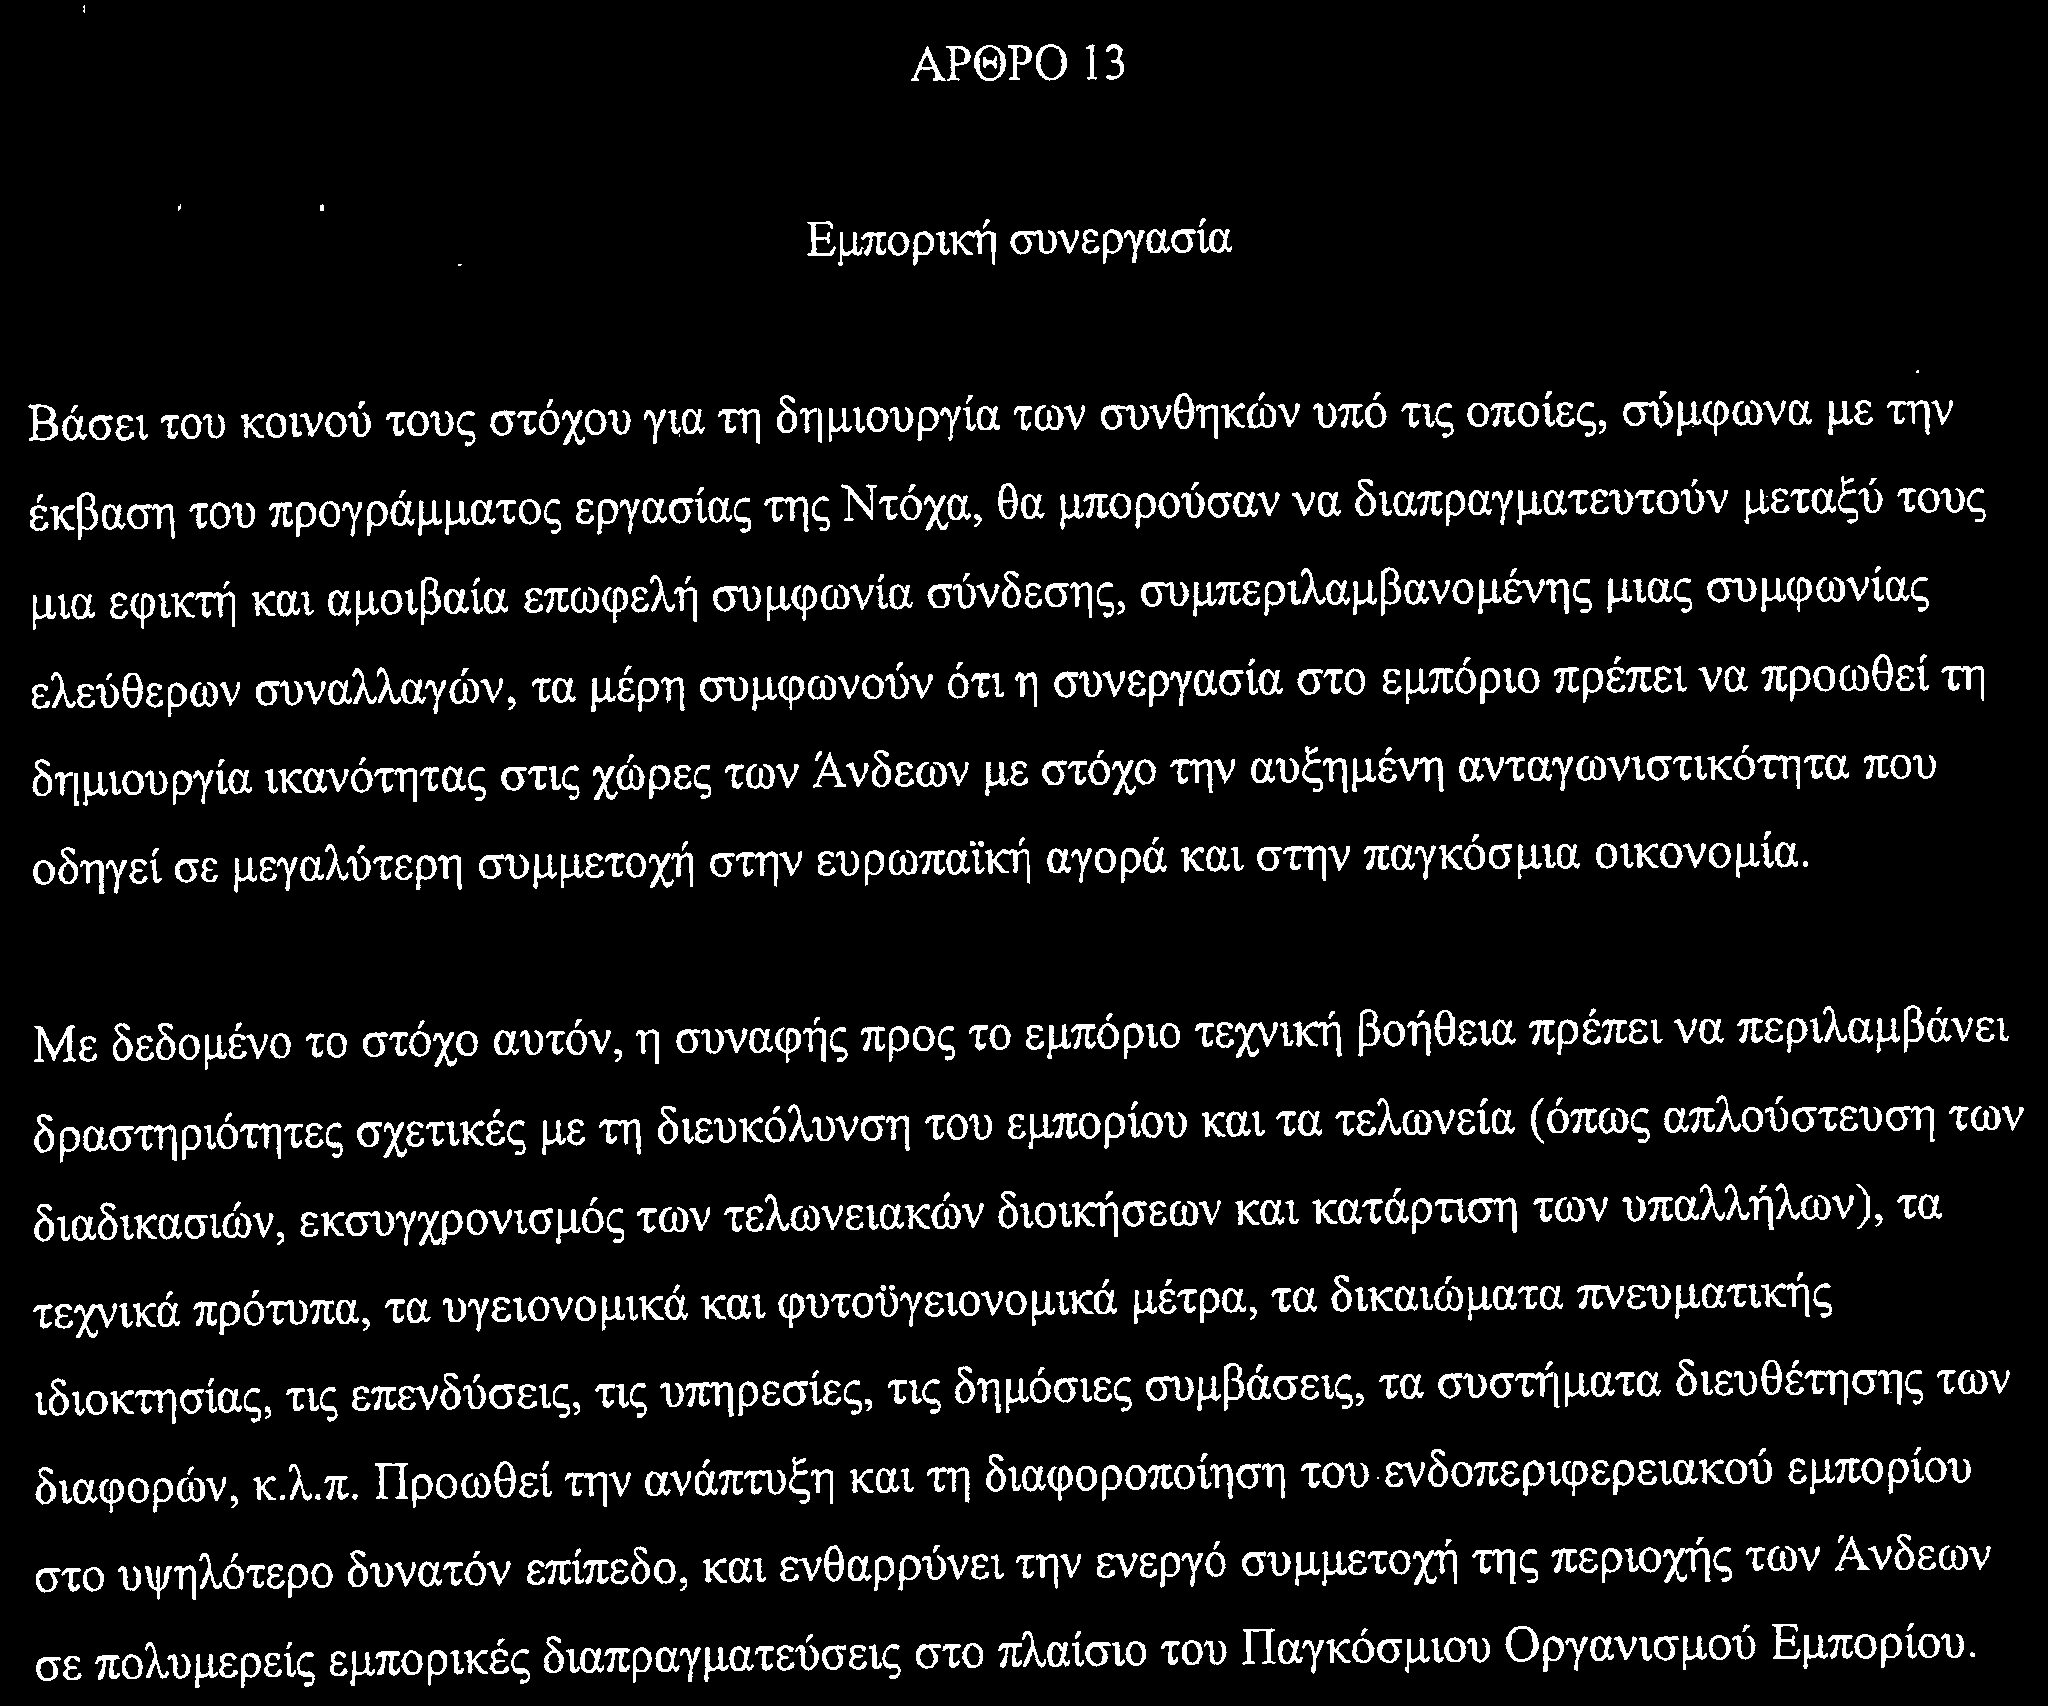 ΑΡΘΡΟ 13
Εμπορική συνεργασία
Βάσει του κοινού τους στόχου για τη δημιουργία των συνθηκών υπό τις οποίες, σύμφωνα με την
έκβαση του προγράμματος εργασίας της Ντόχα, θα μπορούσαν να διαπραγματευτούν μεταξύ τους
μια εφικτή και αμοιβαία επωφελή συμφωνία σύνδεσης, συμπεριλαμβανομένης μιας συμφωνίας
ελεύθερων συναλλαγών, τα μέρη συμφωνούν ότι η συνεργασία στο εμπόριο πρέπει να προωθεί τη
δημιουργία ικανότητας στις χώρες των Άνδεων με στόχο την αυξημένη ανταγωνιστικότητα που
οδηγεί σε μεγαλύτερη συμμετοχή στην ευρωπαϊκή αγορά και στην παγκόσμια οικονομία.
Με δεδομένο το στόχο αυτόν, η συναφής προς το εμπόριο τεχνική βοήθεια πρέπει να περιλαμβάνει
δραστηριότητες σχετικές με τη διευκόλυνση του εμπορίου και τα τελωνεία (όπως απλούστευση των
διαδικασιών, εκσυγχρονισμός των τελωνειακών διοικήσεων και κατάρτιση των υπαλλήλων), τα
τεχνικά πρότυπα, τα υγειονομικά και φυτοϋγειονομικά μέτρα, τα δικαιώματα πνευματικής
ιδιοκτησίας, τις επενδύσεις, τις υπηρεσίες, τις δημόσιες συμβάσεις, τα συστήματα διευθέτησης των
διαφορών, κ.λ.π. Προωθεί την ανάπτυξη και τη διαφοροποίηση του ενδοπεριφερειακού εμπορίου
στο υψηλότερο δυνατόν επίπεδο, και ενθαρρύνει την ενεργό συμμετοχή της περιοχής των Άνδεων
σε πολυμερείς εμπορικές διαπραγματεύσεις στο πλαίσιο του Παγκόσμιου Οργανισμού Εμπορίου.